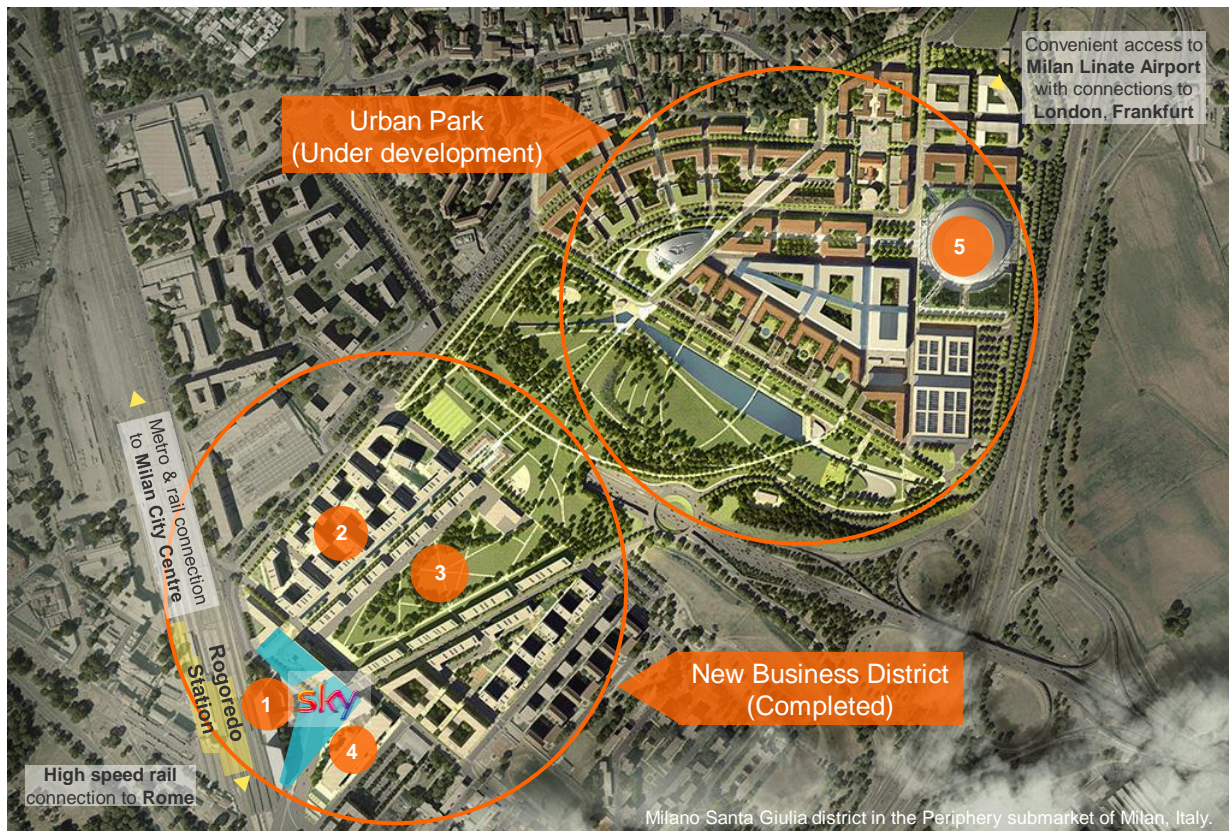 Convenient access to
Milan Linate Airport
with connections to
London, Frankfurt
Urban Park
(Under development)
5
Metro & rail connection
to Milan City Centre
2
3
Rogoredo
Station
1
sky
4
New Business District
(Completed)
High speed rail
connection to Rome
Milano Santa Giulia district in the Periphery submarket of Milan, Italy.